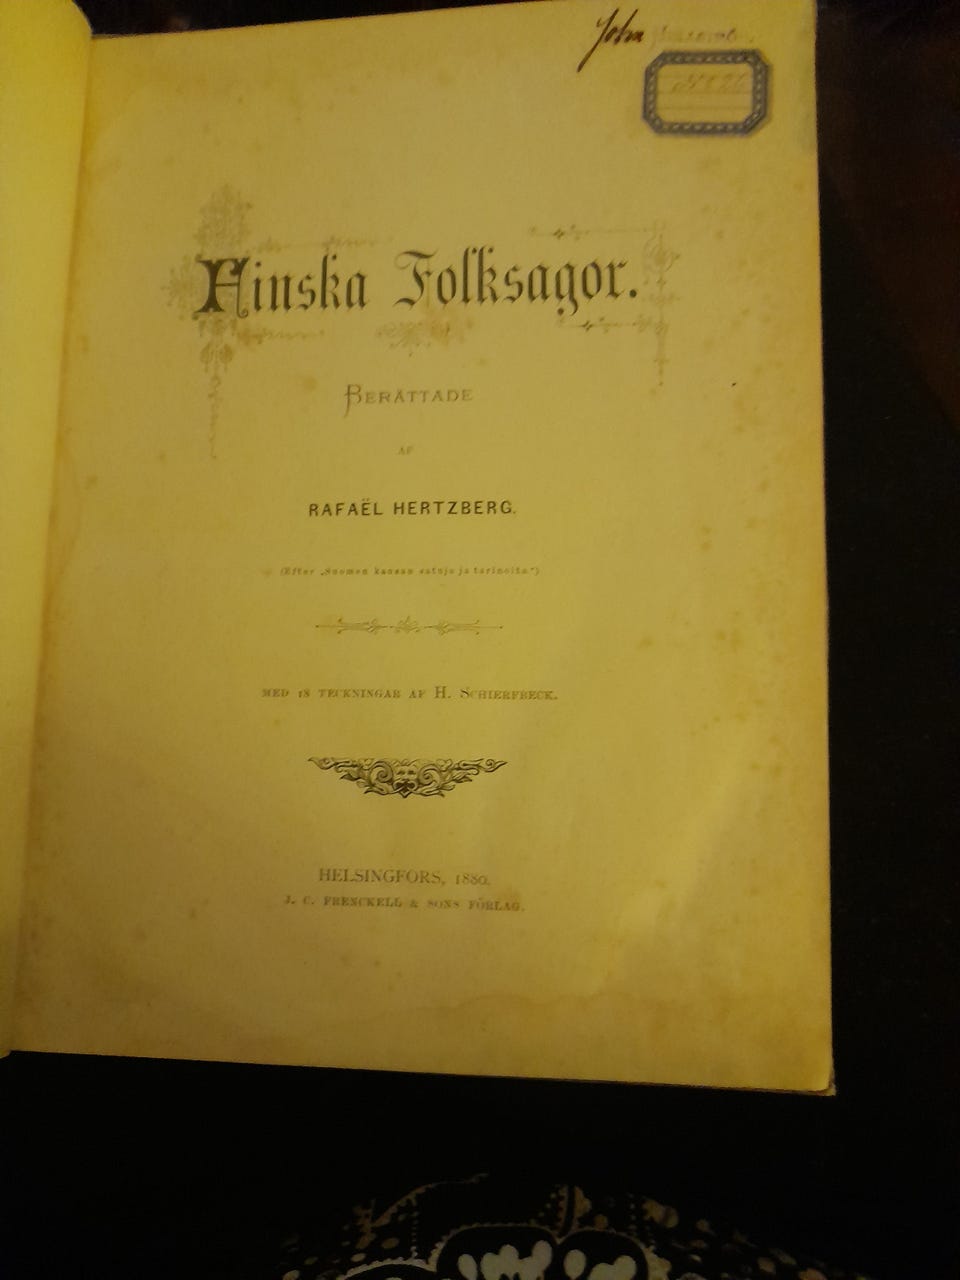 John
Finska Folksagor.
BERÄTTADE
AF
RAFAËL HERTZBERG.
(Efter „Suomen kansan satuja ja tarinoita.")
MED 18 TECKNINGAR AF H. SCHJERFBECK.
HELSINGFORS, 1880.
J. C. FRENCKELL & SONS FÖRLAG.